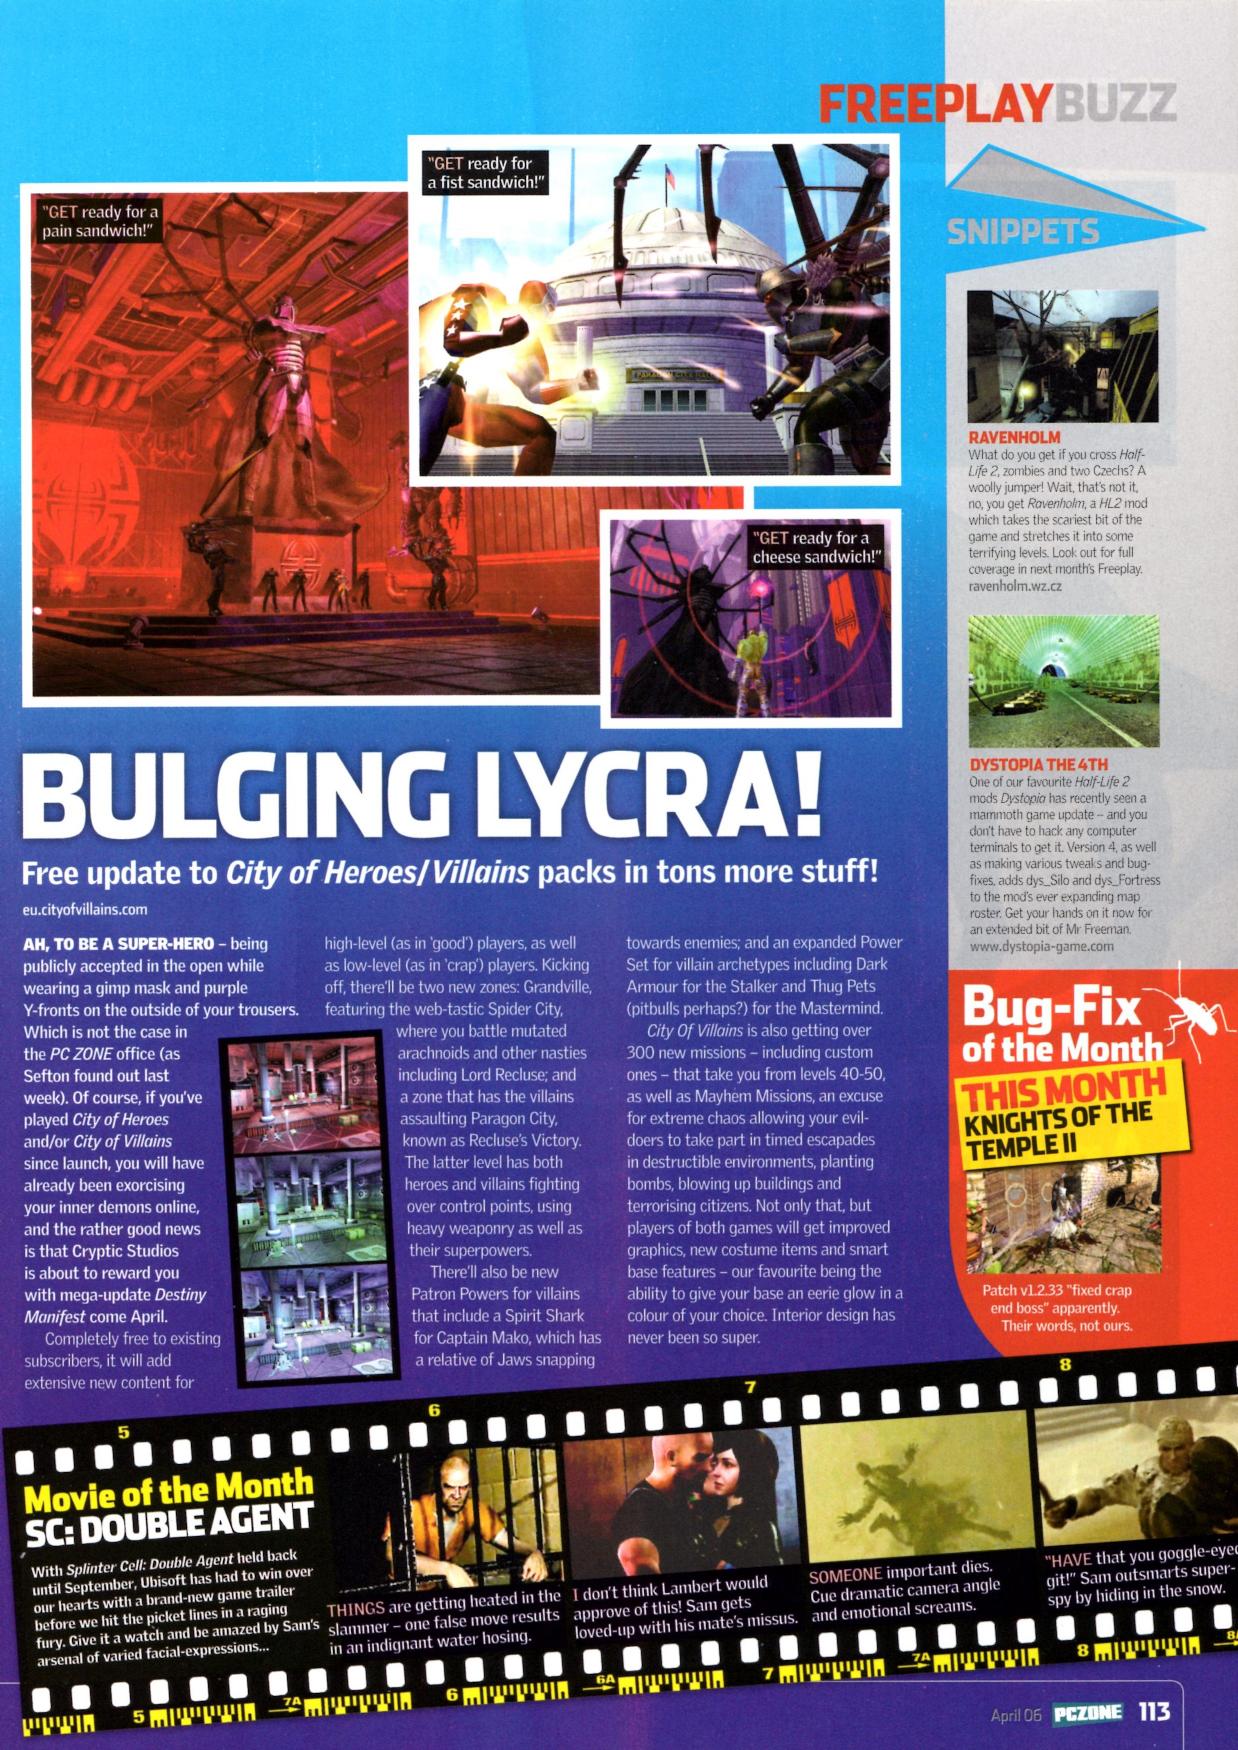 FREEPLAYBUZZ
"GET ready for a
pain sandwich!"
"GET ready for
a fist sandwich!"
"GET ready for a
cheese sandwich!"
BULGING LYCRA!
Free update to City of Heroes/Villains packs in tons more stuff!
eu.cityofvillains.com
AH, TO BE A SUPER-HERO – being
publicly accepted in the open while
wearing a gimp mask and purple
Y-fronts on the outside of your trousers.
Which is not the case in
the PC ZONE office (as
Sefton found out last
week). Of course, if you've
played City of Heroes
and/or City of Villains
since launch, you will have
already been exorcising
your inner demons online,
and the rather good news
is that Cryptic Studios
is about to reward you
with mega-update Destiny
Manifest come April.
Completely free to existing
subscribers, it will add
extensive new content for
high-level (as in 'good') players, as well
as low-level (as in 'crap') players. Kicking
off, there'll be two new zones: Grandville,
featuring the web-tastic Spider City,
where you battle mutated
arachnoids and other nasties
including Lord Recluse; and
a zone that has the villains
assaulting Paragon City,
known as Recluse's Victory.
The latter level has both
heroes and villains fighting
over control points, using
heavy weaponry as well as
their superpowers.
There'll also be new
Patron Powers for villains
that include a Spirit Shark
for Captain Mako, which has
a relative of Jaws snapping
towards enemies; and an expanded Power
Set for villain archetypes including Dark
Armour for the Stalker and Thug Pets
(pitbulls perhaps?) for the Mastermind.
City Of Villains is also getting over
300 new missions – including custom
ones – that take you from levels 40-50,
as well as Mayhem Missions, an excuse
for extreme chaos allowing your evil-
doers to take part in timed escapades
in destructible environments, planting
bombs, blowing up buildings and
terrorising citizens. Not only that, but
players of both games will get improved
graphics, new costume items and smart
base features – our favourite being the
ability to give your base an eerie glow in a
colour of your choice. Interior design has
never been so super.
SNIPPETS
RAVENHOLM
What do you get if you cross Half-
Life 2, zombies and two Czechs? A
woolly jumper! Wait, that's not it,
no, you get Ravenholm, a HL2 mod
which takes the scariest bit of the
game and stretches it into some
terrifying levels. Look out for full
coverage in next month's Freeplay.
ravenholm.wz.cz
DYSTOPIA THE 4TH
One of our favourite Half-Life 2
mods Dystopia has recently seen a
mammoth game update – and you
don't have to hack any computer
terminals to get it. Version 4, as well
as making various tweaks and bug-
fixes, adds dys_Silo and dys_Fortress
to the mod's ever expanding map
roster. Get your hands on it now for
an extended bit of Mr Freeman.
www.dystopia-game.com
Bug-Fix
of the Month
THIS MONTH
KNIGHTS OF THE
TEMPLE II
Patch v1.2.33 "fixed crap
end boss" apparently.
Their words, not ours.
5
6
7
8
Movie of the Month
SC: DOUBLE AGENT
With Splinter Cell: Double Agent held back
until September, Ubisoft has had to win over
our hearts with a brand-new game trailer
before we hit the picket lines in a raging
fury. Give it a watch and be amazed by Sam's
arsenal of varied facial-expressions...
THINGS are getting heated in the
slammer – one false move results
in an indignant water hosing.
I don't think Lambert would
approve of this! Sam gets
loved-up with his mate's missus.
SOMEONE important dies.
Cue dramatic camera angle
and emotional screams.
"HAVE that you goggle-eyed
git!" Sam outsmarts super-
spy by hiding in the snow.
5
7A
6
6A
7
7A
8
April 06 PCZONE 113